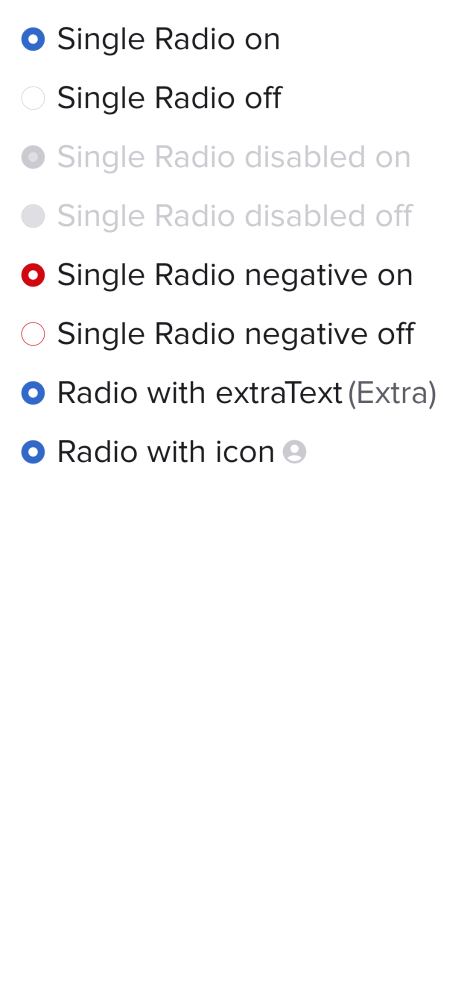 Single Radio on
Single Radio off
Single Radio disabled on
Single Radio disabled off
Single Radio negative on
Single Radio negative off
Radio with extraText (Extra)
Radio with icon